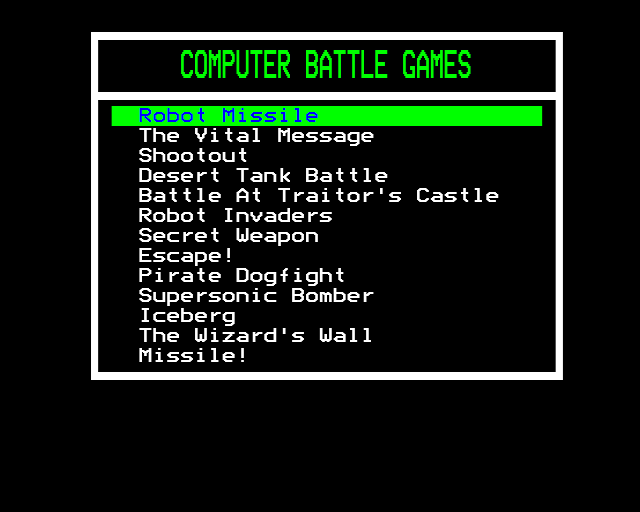 COMPUTER BATTLE GAMES
Robot Missile
The Vital Message
Shootout
Desert Tank Battle
Battle At Traitor's Castle
Robot Invaders
Secret Weapon
Escape!
Pirate Dogfight
Supersonic Bomber
Iceberg
The Wizard's Wall
Missile!